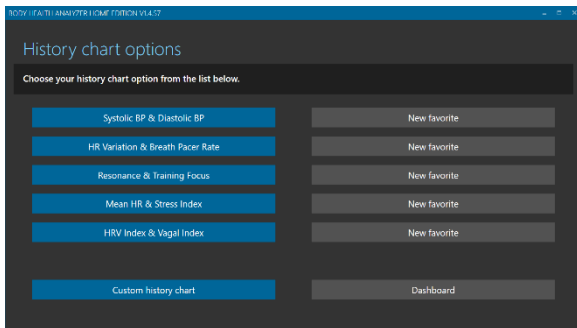 BODY HEALTH ANALYZER HOME EDITION V1.4.57
History chart options
Choose your history chart option from the list below.
Systolic BP & Diastolic BP
New favorite
HR Variation & Breath Pacer Rate
New favorite
Resonance & Training Focus
New favorite
Mean HR & Stress Index
New favorite
HRV Index & Vagal Index
New favorite
Custom history chart
Dashboard